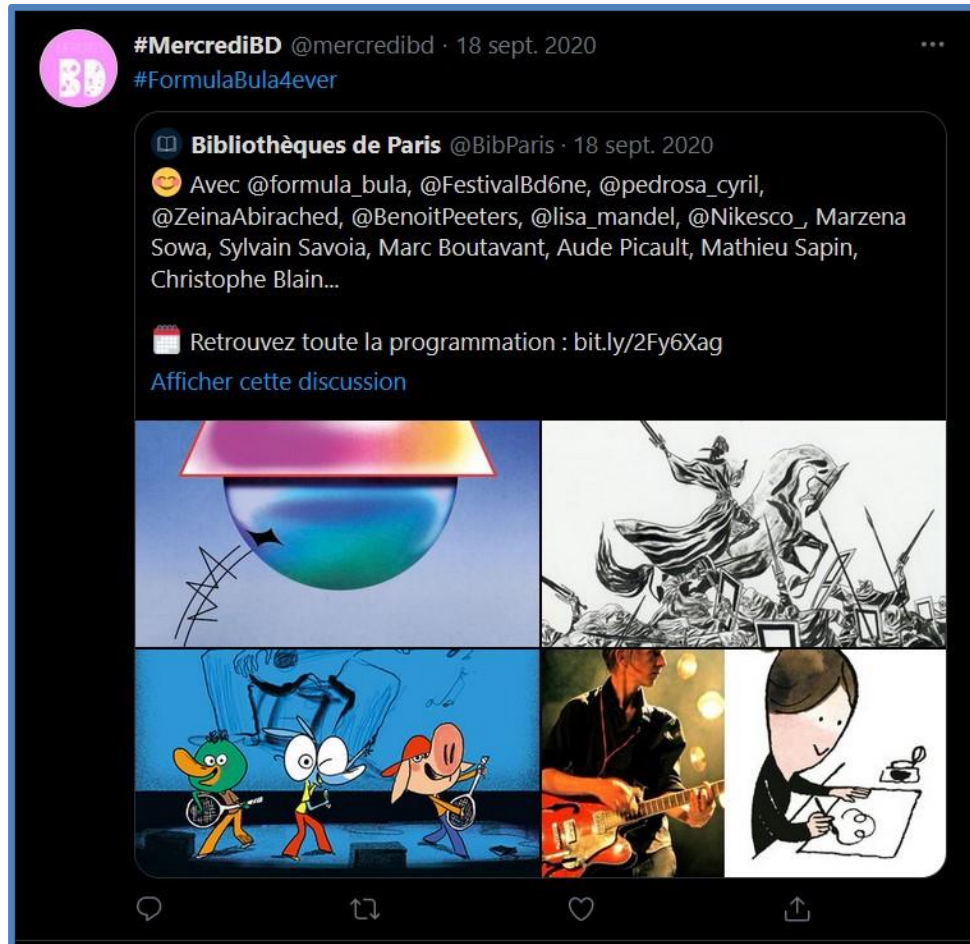 BD
#MercrediBD @mercredibd · 18 sept. 2020
#FormulaBula4ever
Bibliothèques de Paris @BibParis · 18 sept. 2020
😊 Avec @formula_bula, @FestivalBd6ne, @pedrosa_cyril,
@ZeinaAbirached, @BenoitPeeters, @lisa_mandel, @Nikesco_, Marzena
Sowa, Sylvain Savoia, Marc Boutavant, Aude Picault, Mathieu Sapin,
Christophe Blain...
🗓️ Retrouvez toute la programmation : bit.ly/2Fy6Xag
Afficher cette discussion